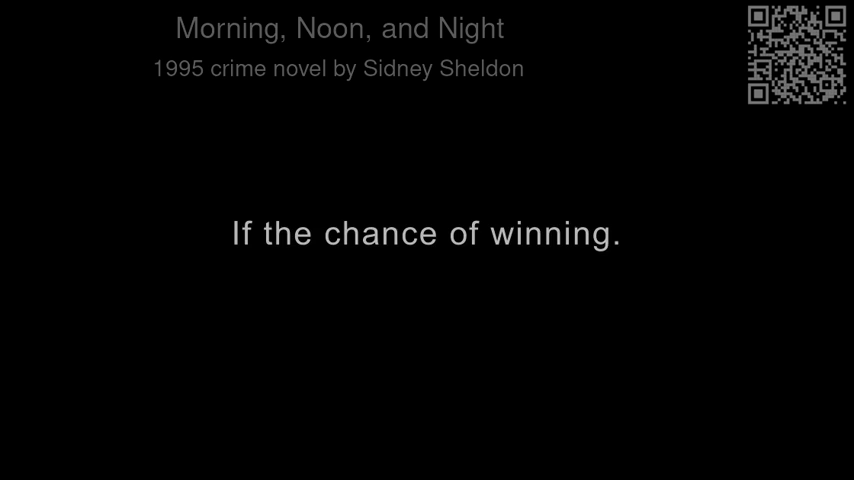 Morning, Noon, and Night
1995 crime novel by Sidney Sheldon
If the chance of winning.